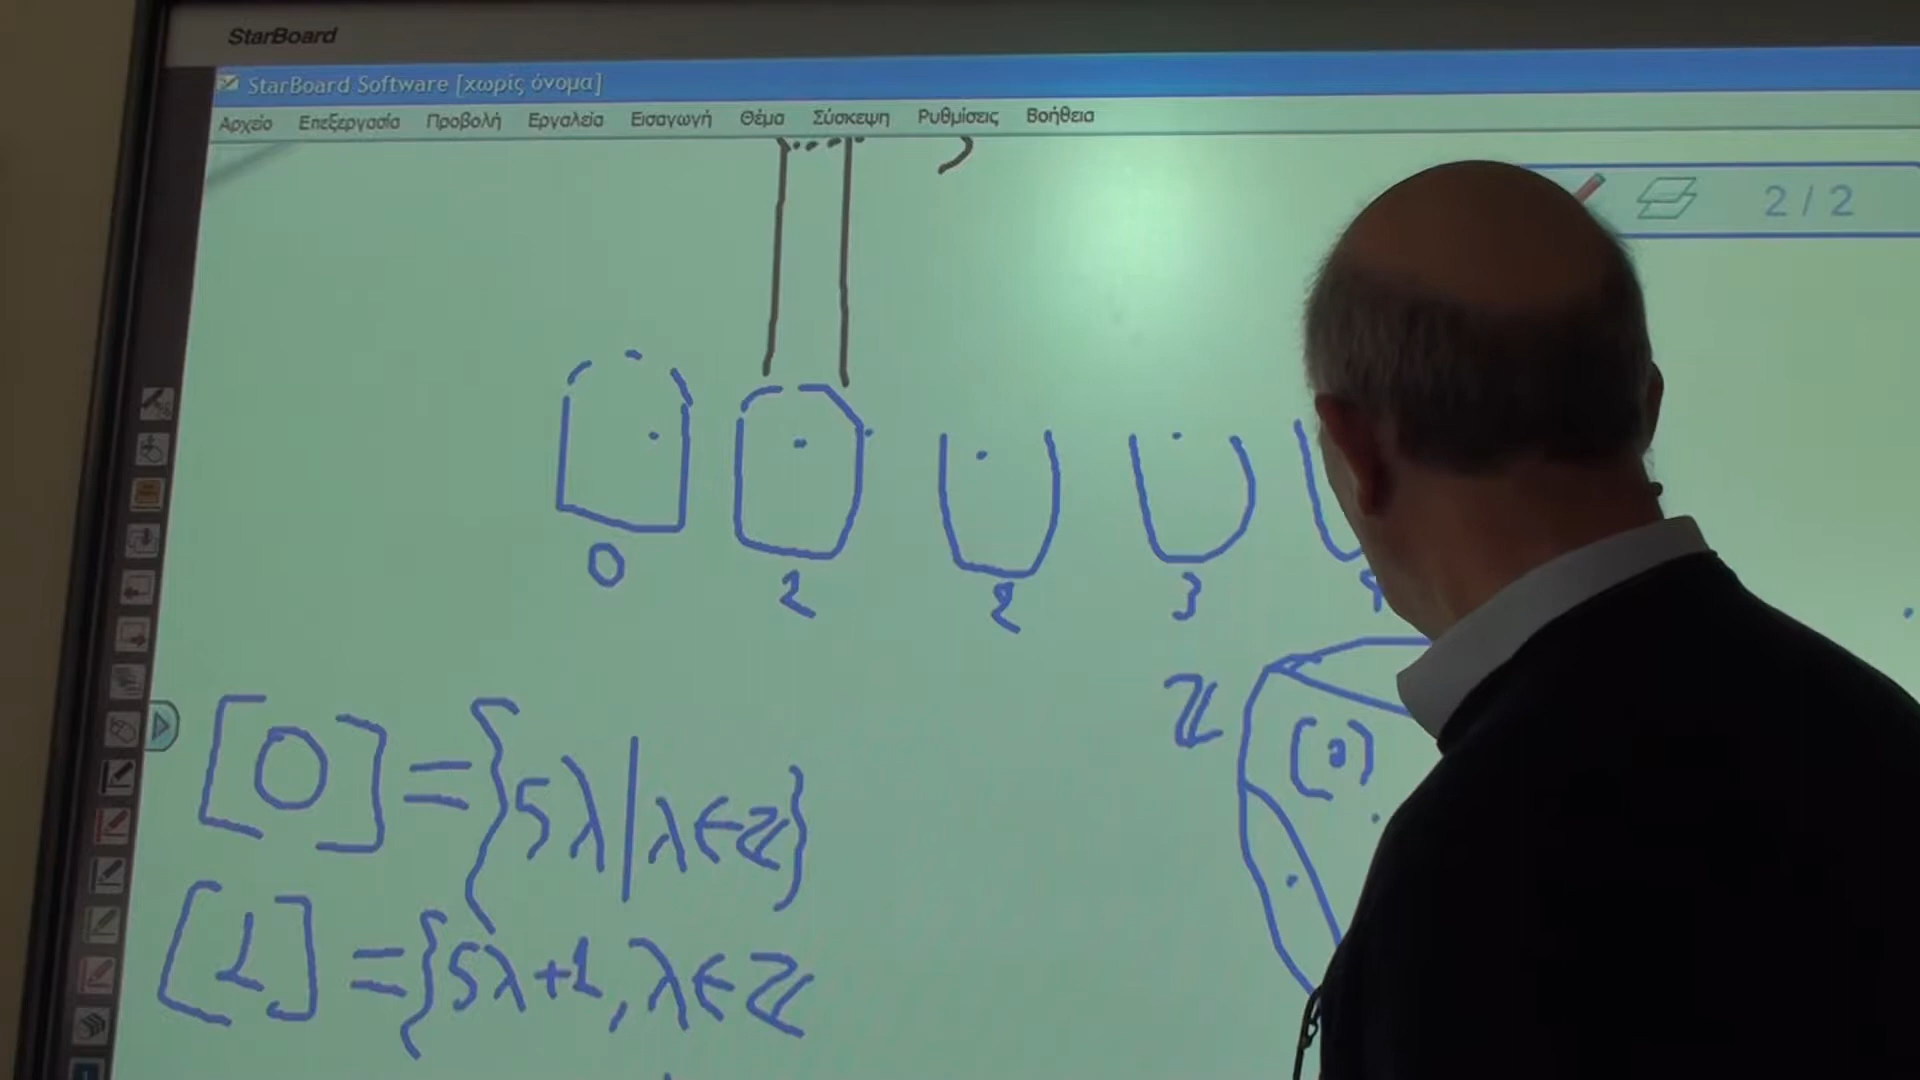 StarBoard
StarBoard Software [χωρίς όνομα]
Αρχείο Επεξεργασία Προβολή Εργαλεία Εισαγωγή Θέμα Σύσκεψη Ρυθμίσεις Βοήθεια
2 / 2
0 1 2 3
ℤ
[0] = {5λ | λ ∈ ℤ}
[1] = {5λ + 1, λ ∈ ℤ